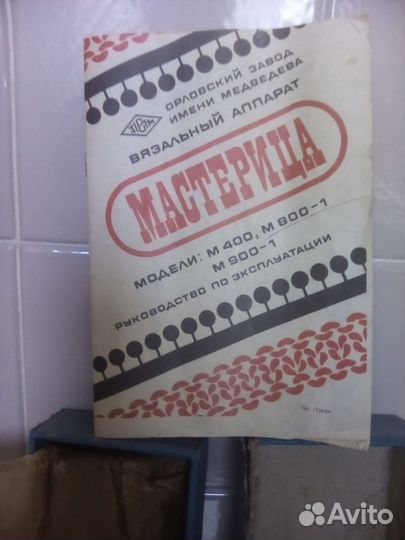 ОРЛОВСКИЙ ЗАВОД
ИМЕНИ МЕДВЕДЕВА
ВЯЗАЛЬНЫЙ АППАРАТ
МАСТЕРИЦА
МОДЕЛИ: М 400, М 800-1
М 900-1
РУКОВОДСТВО ПО ЭКСПЛУАТАЦИИ
Avito